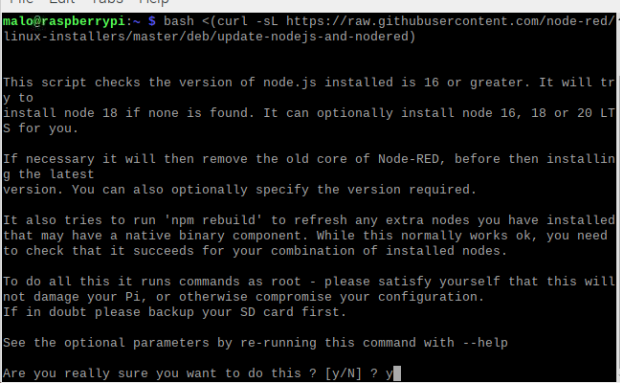 File Edit Tabs Help
malo@raspberrypi:~ $ bash <(curl -sL https://raw.githubusercontent.com/node-red/
linux-installers/master/deb/update-nodejs-and-nodered)
This script checks the version of node.js installed is 16 or greater. It will tr
y to
install node 18 if none is found. It can optionally install node 16, 18 or 20 LT
S for you.
If necessary it will then remove the old core of Node-RED, before then installin
g the latest
version. You can also optionally specify the version required.
It also tries to run 'npm rebuild' to refresh any extra nodes you have installed
that may have a native binary component. While this normally works ok, you need
to check that it succeeds for your combination of installed nodes.
To do all this it runs commands as root - please satisfy yourself that this will
not damage your Pi, or otherwise compromise your configuration.
If in doubt please backup your SD card first.
See the optional parameters by re-running this command with --help
Are you really sure you want to do this ? [y/N] ? y